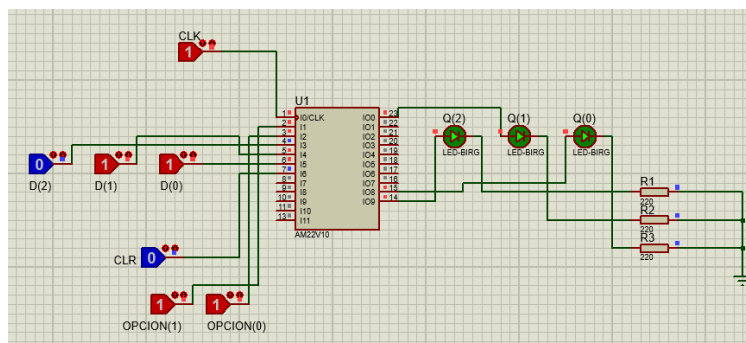 CLK
1
U1
1 I0/CLK IO0 23
2 I1 IO1 22
3 I2 IO2 21
4 I3 IO3 20
5 I4 IO4 19
6 I5 IO5 18
7 I6 IO6 17
8 I7 IO7 16
9 I8 IO8 15
10 I9 IO9 14
11 I10
13 I11
AM22V10
Q(2) Q(1) Q(0)
LED-BIRG LED-BIRG LED-BIRG
0 1 1
D(2) D(1) D(0)
R1
220
R2
220
R3
220
CLR 0
1 1
OPCION(1) OPCION(0)